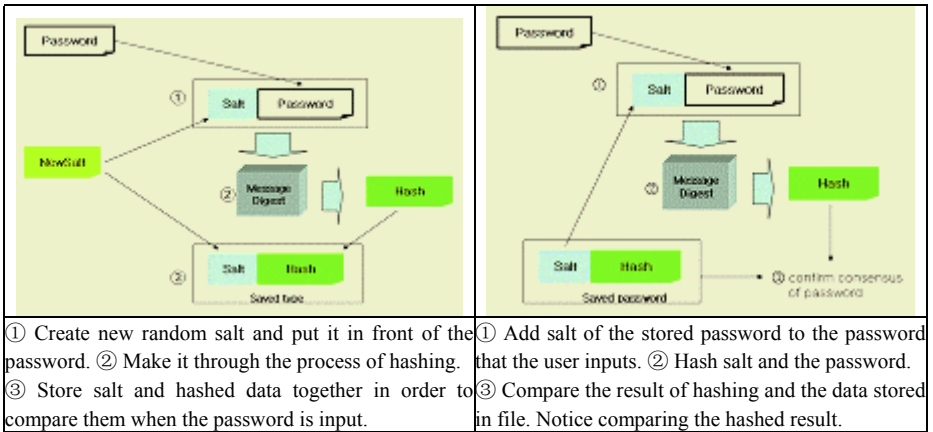 Password
①
Salt
Password
NewSalt
②
Message
Digest
Hash
③
Salt
Hash
Saved type
Password
①
Salt
Password
②
Message
Digest
Hash
Salt
Hash
Saved password
③ confirm consensus
of password
① Create new random salt and put it in front of the
password. ② Make it through the process of hashing.
③ Store salt and hashed data together in order to
compare them when the password is input.
① Add salt of the stored password to the password
that the user inputs. ② Hash salt and the password.
③ Compare the result of hashing and the data stored
in file. Notice comparing the hashed result.